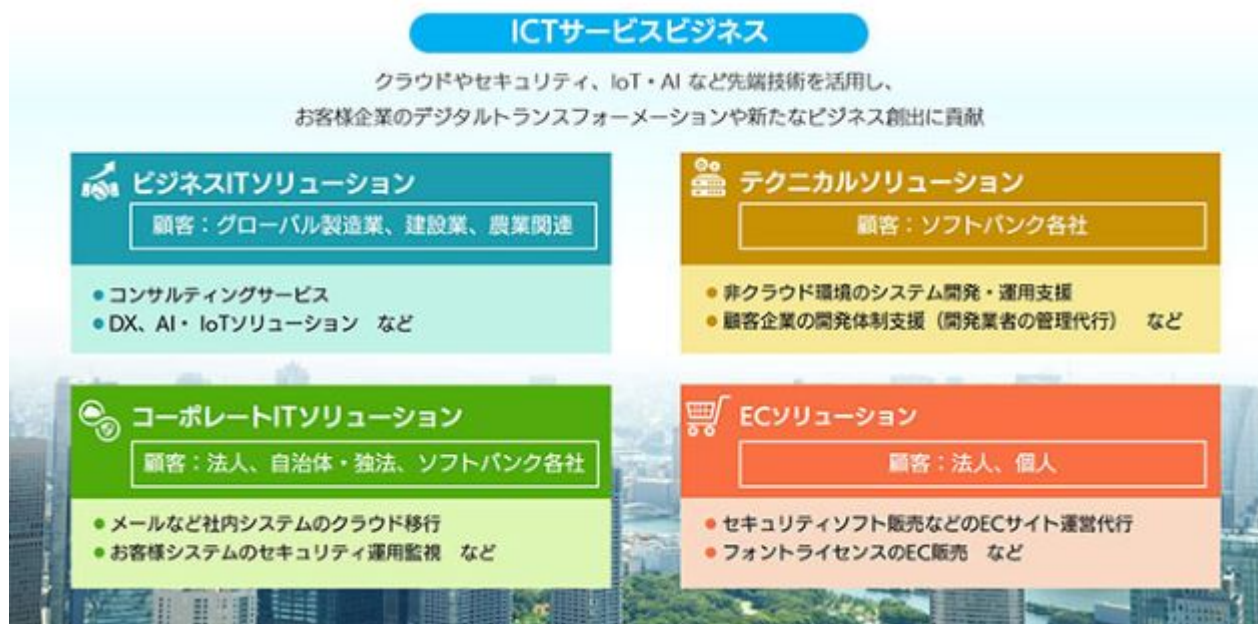 ICTサービスビジネス
クラウドやセキュリティ、IoT・AI など先端技術を活用し、
お客様企業のデジタルトランスフォーメーションや新たなビジネス創出に貢献
ビジネスITソリューション
顧客：グローバル製造業、建設業、農業関連
● コンサルティングサービス
● DX、AI・ IoTソリューション など
テクニカルソリューション
顧客：ソフトバンク各社
● 非クラウド環境のシステム開発・運用支援
● 顧客企業の開発体制支援（開発業者の管理代行） など
コーポレートITソリューション
顧客：法人、自治体・独法、ソフトバンク各社
● メールなど社内システムのクラウド移行
● お客様システムのセキュリティ運用監視 など
ECソリューション
顧客：法人、個人
● セキュリティソフト販売などのECサイト運営代行
● フォントライセンスのEC販売 など